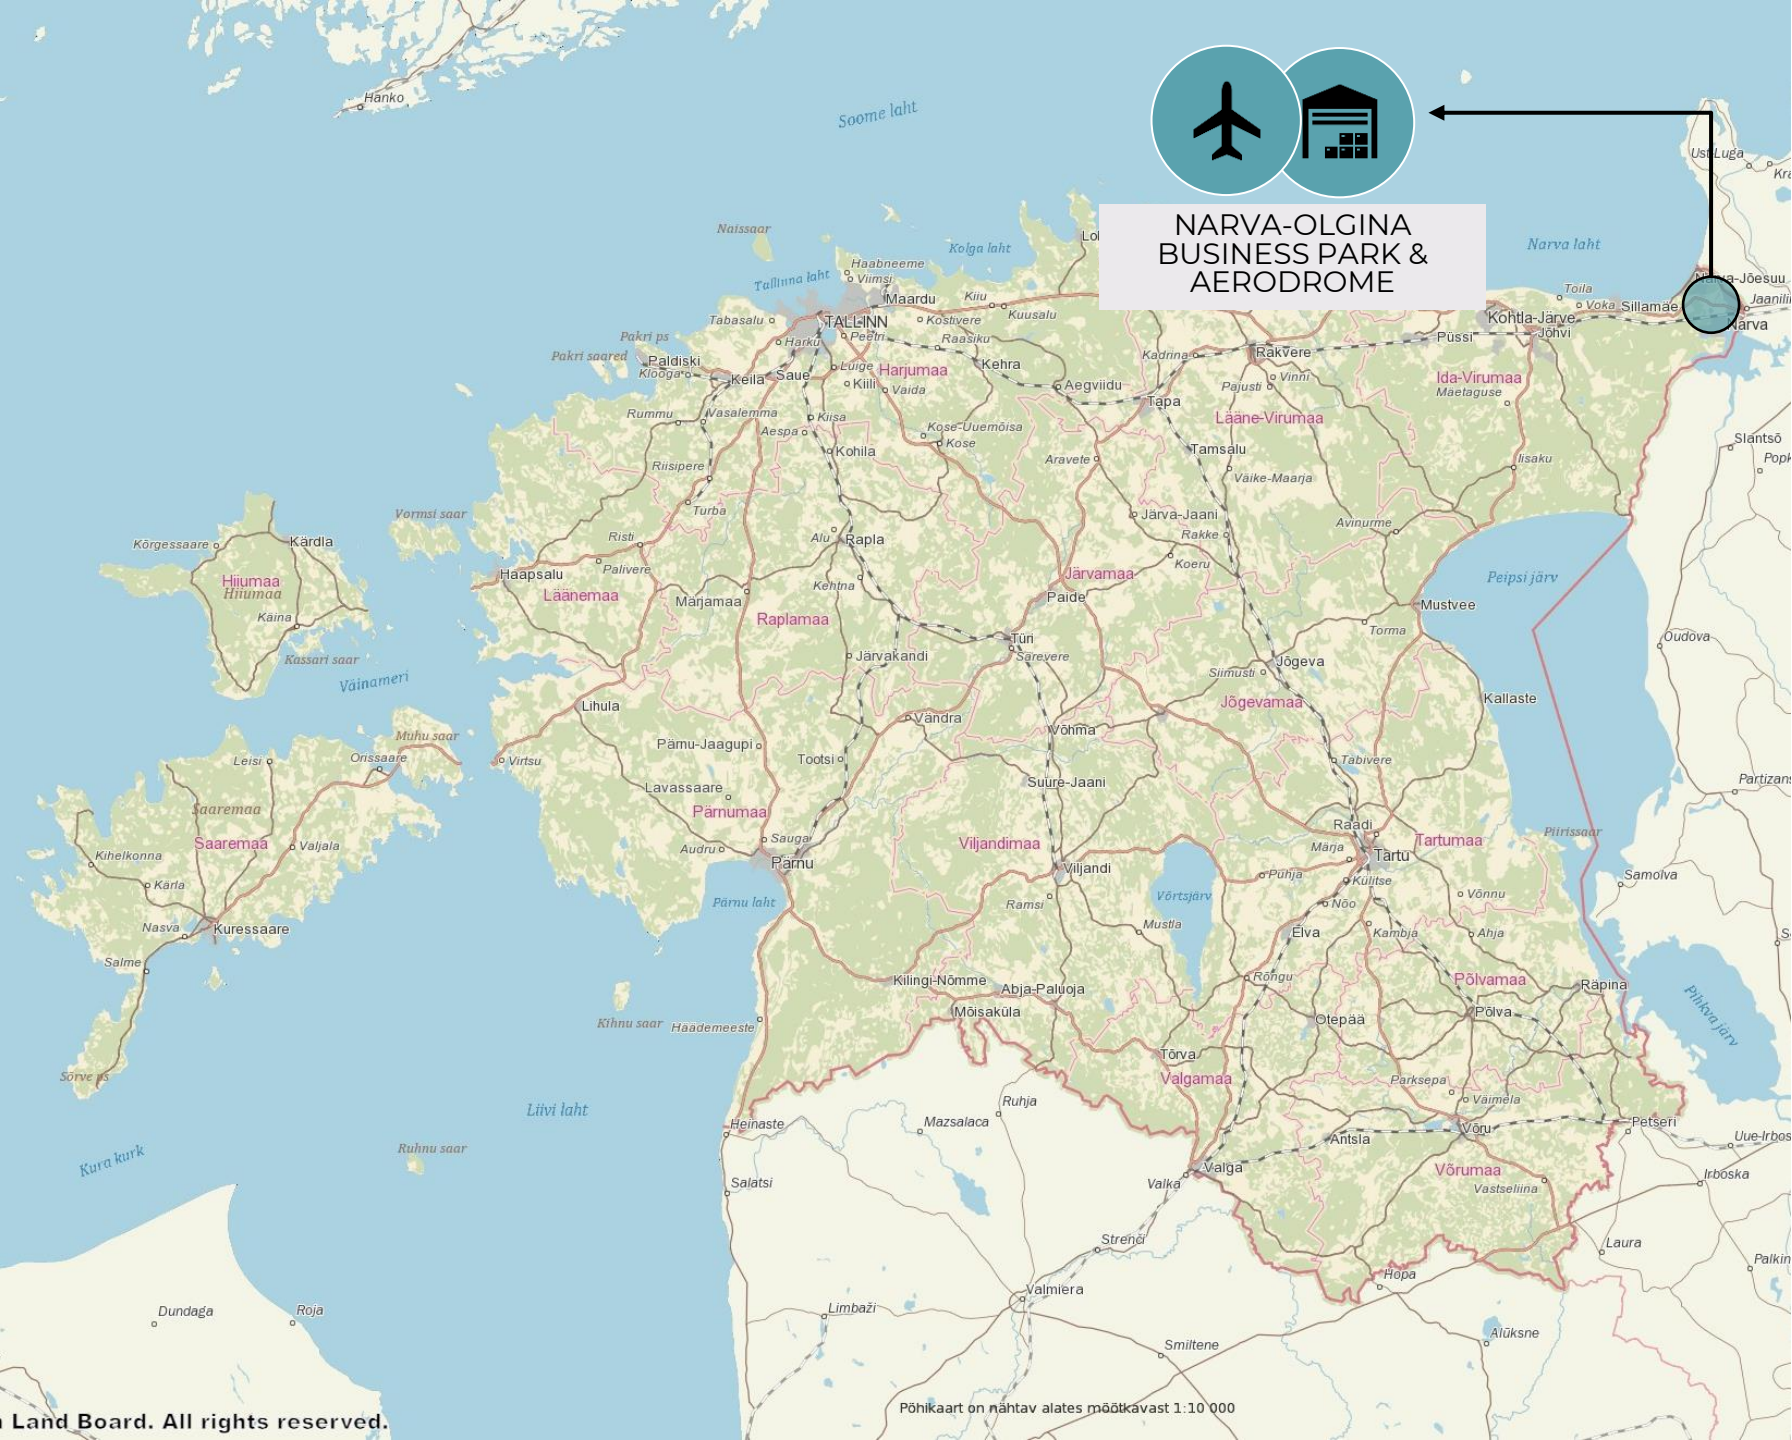 Hanko
Soome laht
NARVA-OLGINA
BUSINESS PARK &
AERODROME
Ust-Luga
Naissaar
Kolga laht
Narva laht
Haabneeme
Viimsi
Tallinna laht
Maardu
Kiiu
Toila
Voka
Sillamäe
Narva
Tabasalu
TALLINN
Kostivere
Kuusalu
Kohtla-Järve
Jõhvi
Pakri ps
Harku
Peetri
Raasiku
Püssi
Pakri saared
Paldiski
Klooga
Keila
Saue
Luige
Kiili
Harjumaa
Vaida
Kehra
Aegviidu
Kadrina
Rakvere
Vinni
Pajusti
Ida-Virumaa
Mäetaguse
Tapa
Lääne-Virumaa
Rummu
Vasalemma
Kiisa
Aespa
Kohila
Kose-Uuemõisa
Kose
Aravete
Tamsalu
Iisaku
Slantsõ
Riisipere
Väike-Maarja
Turba
Vormsi saar
Järva-Jaani
Avinurme
Kõrgessaare
Kärdla
Risti
Alu
Rapla
Rakke
Hiiumaa
Hiiumaa
Haapsalu
Palivere
Läänemaa
Kehtna
Järvamaa
Koeru
Peipsi järv
Käina
Märjamaa
Raplamaa
Paide
Mustvee
Torma
Kassari saar
Väinameri
Järvakandi
Türi
Särevere
Jõgeva
Siimusti
Oudova
Lihula
Vändra
Võhma
Jõgevamaa
Kallaste
Muhu saar
Leisi
Orissaare
Virtsu
Pärnu-Jaagupi
Tootsi
Tabivere
Saaremaa
Saaremaa
Valjala
Lavassaare
Pärnumaa
Suure-Jaani
Kihelkonna
Kärla
Audru
Sauga
Pärnu
Viljandimaa
Viljandi
Raadi
Märja
Tartu
Tartumaa
Piirissaar
Samolva
Pärnu laht
Ramsi
Võrtsjärv
Puhja
Külitse
Nõo
Võnnu
Nasva
Kuressaare
Mustla
Elva
Kambja
Ahja
Salme
Kilingi-Nõmme
Abja-Paluoja
Rõngu
Põlvamaa
Räpina
Kihnu saar
Häädemeeste
Mõisaküla
Otepää
Põlva
Pihkva järv
Sõrve ps
Tõrva
Valgamaa
Parksepa
Väimela
Liivi laht
Ruhja
Heinaste
Mazsalaca
Antsla
Võru
Petseri
Kura kurk
Ruhnu saar
Valga
Valka
Võrumaa
Vastseliina
Irboska
Salatsi
Strenči
Laura
Hopa
Valmiera
Dundaga
Roja
Limbaži
Smiltene
Alūksne
Põhikaart on nähtav alates mõõtkavast 1:10 000
Land Board. All rights reserved.